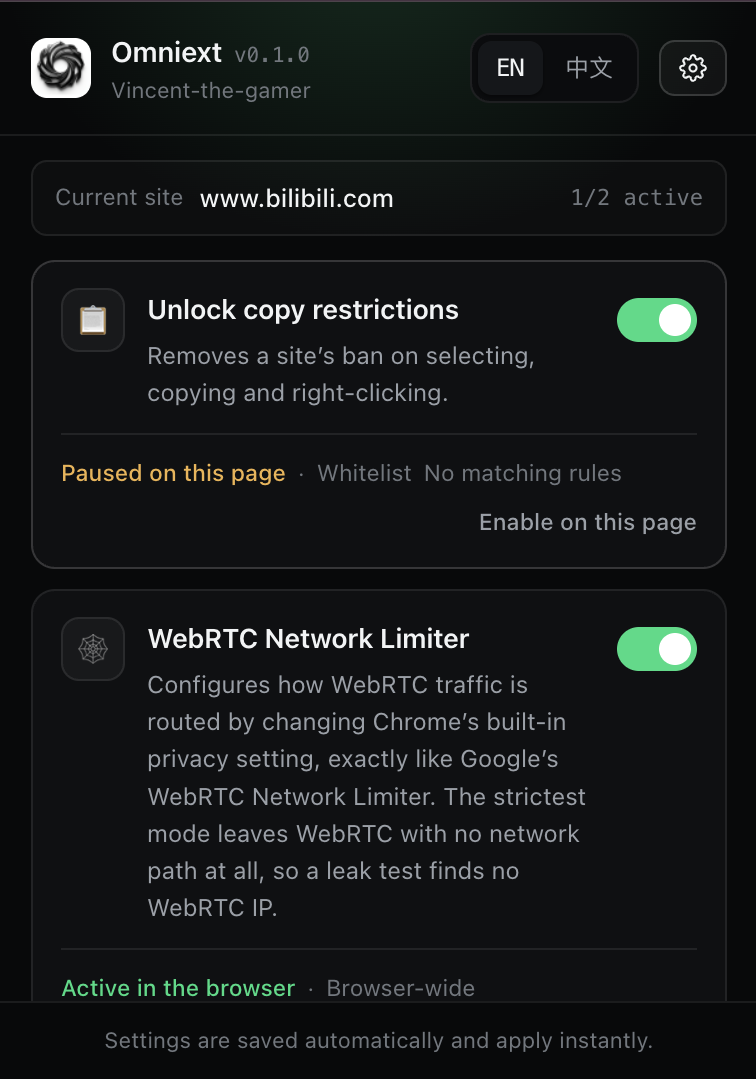 Omniext v0.1.0
Vincent-the-gamer
EN 中文
Current site www.bilibili.com 1/2 active
Unlock copy restrictions
Removes a site’s ban on selecting,
copying and right-clicking.
Paused on this page · Whitelist No matching rules
Enable on this page
WebRTC Network Limiter
Configures how WebRTC traffic is
routed by changing Chrome’s built-in
privacy setting, exactly like Google’s
WebRTC Network Limiter. The strictest
mode leaves WebRTC with no network
path at all, so a leak test finds no
WebRTC IP.
Active in the browser · Browser-wide
Settings are saved automatically and apply instantly.